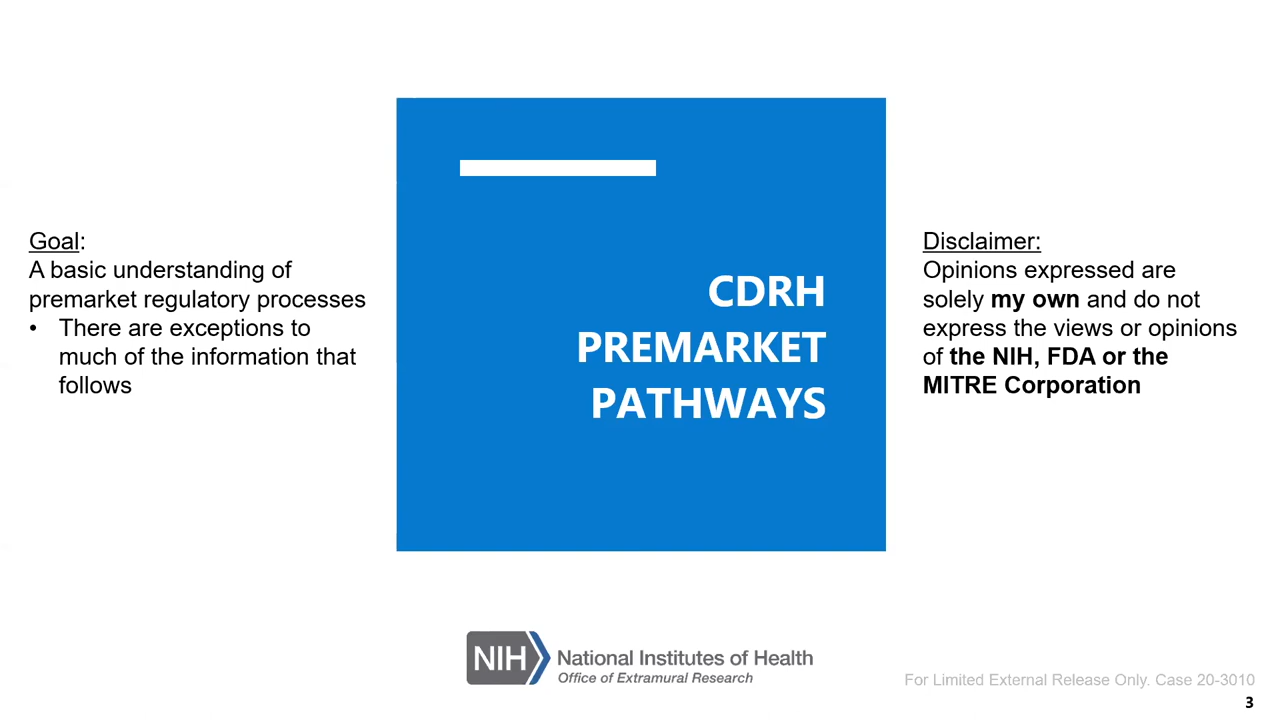 Goal:
A basic understanding of
premarket regulatory processes
• There are exceptions to
much of the information that
follows
CDRH
PREMARKET
PATHWAYS
Disclaimer:
Opinions expressed are
solely my own and do not
express the views or opinions
of the NIH, FDA or the
MITRE Corporation
NIH
National Institutes of Health
Office of Extramural Research
For Limited External Release Only. Case 20-3010
3